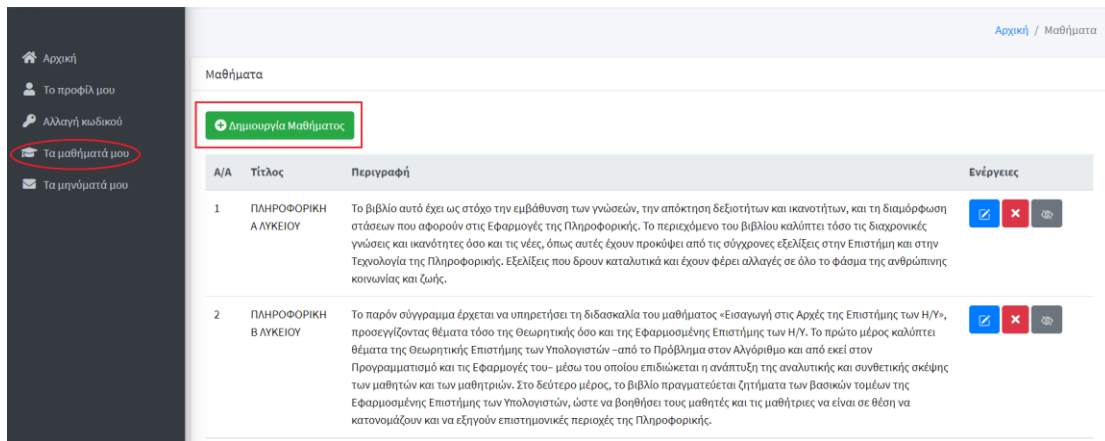 Αρχική / Μαθήματα
Αρχική
Το προφίλ μου
Αλλαγή κωδικού
Τα μαθήματά μου
Τα μηνύματά μου
Μαθήματα
Δημιουργία Μαθήματος
Α/Α Τίτλος Περιγραφή Ενέργειες
1 ΠΛΗΡΟΦΟΡΙΚΗ Το βιβλίο αυτό έχει ως στόχο την εμβάθυνση των γνώσεών, την απόκτηση δεξιοτήτων και ικανοτήτων, και τη διαμόρφωση
Α ΛΥΚΕΙΟΥ στάσεων που αφορούν στις Εφαρμογές της Πληροφορικής. Το περιεχόμενο του βιβλίου καλύπτει τόσο τις διαχρονικές
γνώσεις και ικανότητες όσο και τις νέες, όπως αυτές έχουν προκύψει από τις σύγχρονες εξελίξεις στην Επιστήμη και στην
Τεχνολογία της Πληροφορικής. Εξελίξεις που δρουν καταλυτικά και έχουν φέρει αλλαγές σε όλο το φάσμα της ανθρώπινης
κοινωνίας και ζωής.
2 ΠΛΗΡΟΦΟΡΙΚΗ Το παρόν σύγγραμμα έρχεται να υπηρετήσει τη διδασκαλία του μαθήματος «Εισαγωγή στις Αρχές της Επιστήμης των Η/Υ»,
Β ΛΥΚΕΙΟΥ προσεγγίζοντας θέματα τόσο της Θεωρητικής όσο και της Εφαρμοσμένης Επιστήμης των Η/Υ. Το πρώτο μέρος καλύπτει
θέματα της Θεωρητικής Επιστήμης των Υπολογιστών –από το Πρόβλημα στον Αλγόριθμο και από εκεί στον
Προγραμματισμό και τις Εφαρμογές του– μέσω του οποίου επιδιώκεται η ανάπτυξη της αναλυτικής και συνθετικής σκέψης
των μαθητών και των μαθητριών. Στο δεύτερο μέρος, το βιβλίο πραγματεύεται ζητήματα των βασικών τομέων της
Εφαρμοσμένης Επιστήμης των Υπολογιστών, ώστε να βοηθήσει τους μαθητές και τις μαθήτριες να είναι σε θέση να
κατονομάζουν και να εξηγούν επιστημονικές περιοχές της Πληροφορικής.